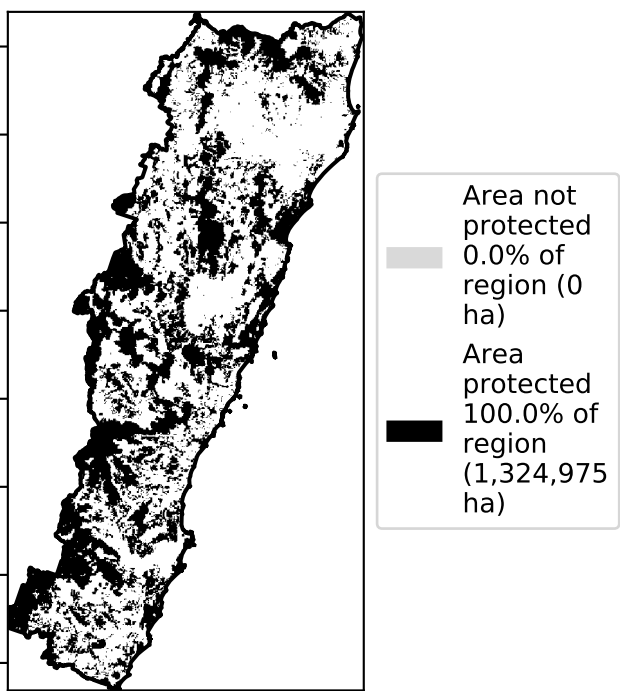 Area not
protected
0.0% of
region (0
ha)
Area
protected
100.0% of
region
(1,324,975
ha)